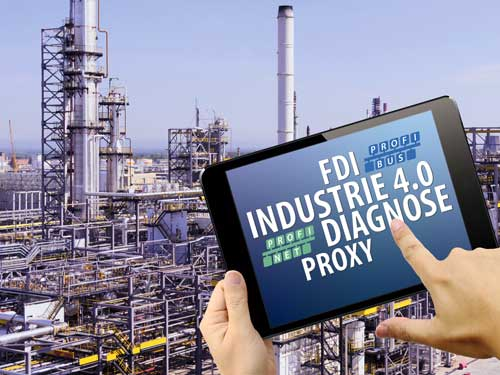 PROFI
BUS
FDI
INDUSTRIE 4.0
PROFI
NET
DIAGNOSE
PROXY